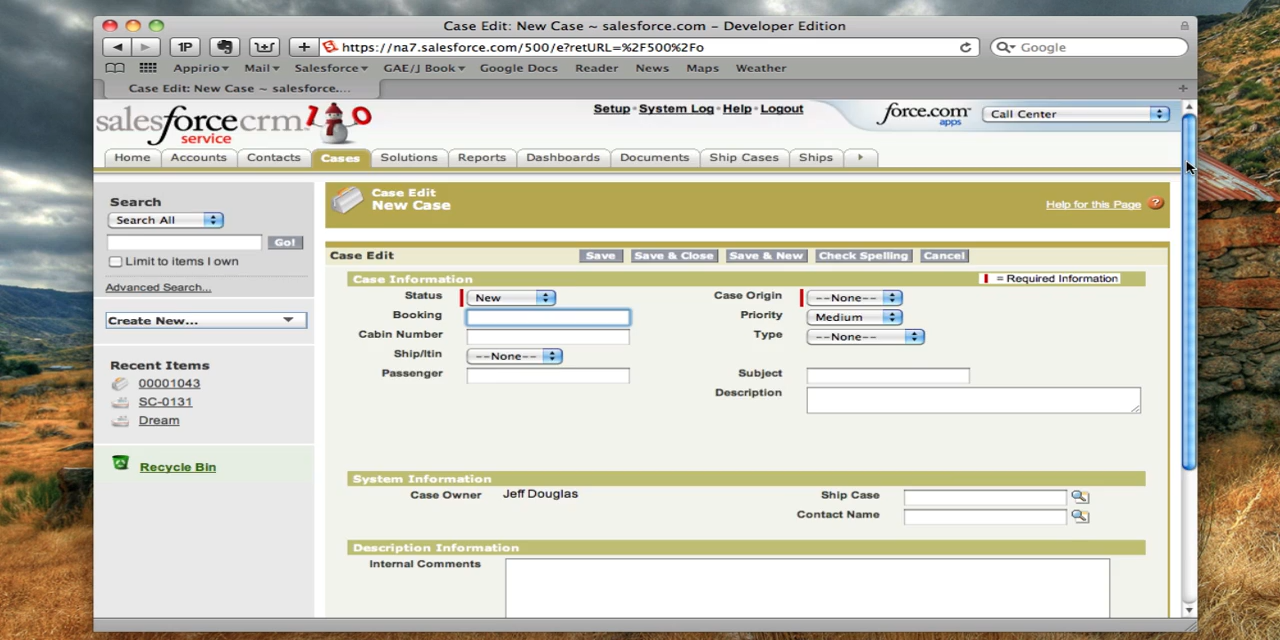 Case Edit: New Case ~ salesforce.com – Developer Edition
1P
https://na7.salesforce.com/500/e?retURL=%2F500%2Fo
Google
Appirio Mail Salesforce GAE/J Book Google Docs Reader News Maps Weather
Case Edit: New Case ~ salesforce....
salesforcecrm 10
service
Setup System Log Help Logout
force.com
apps
Call Center
Home Accounts Contacts Cases Solutions Reports Dashboards Documents Ship Cases Ships
Search
Search All
Go!
Limit to items I own
Advanced Search...
Create New...
Recent Items
00001043
SC-0131
Dream
Recycle Bin
Case Edit
New Case
Help for this Page ?
Case Edit Save Save & Close Save & New Check Spelling Cancel
Case Information = Required Information
Status New Case Origin --None--
Booking Priority Medium
Cabin Number Type --None--
Ship/Itin --None--
Passenger Subject
Description
System Information
Case Owner Jeff Douglas Ship Case
Contact Name
Description Information
Internal Comments